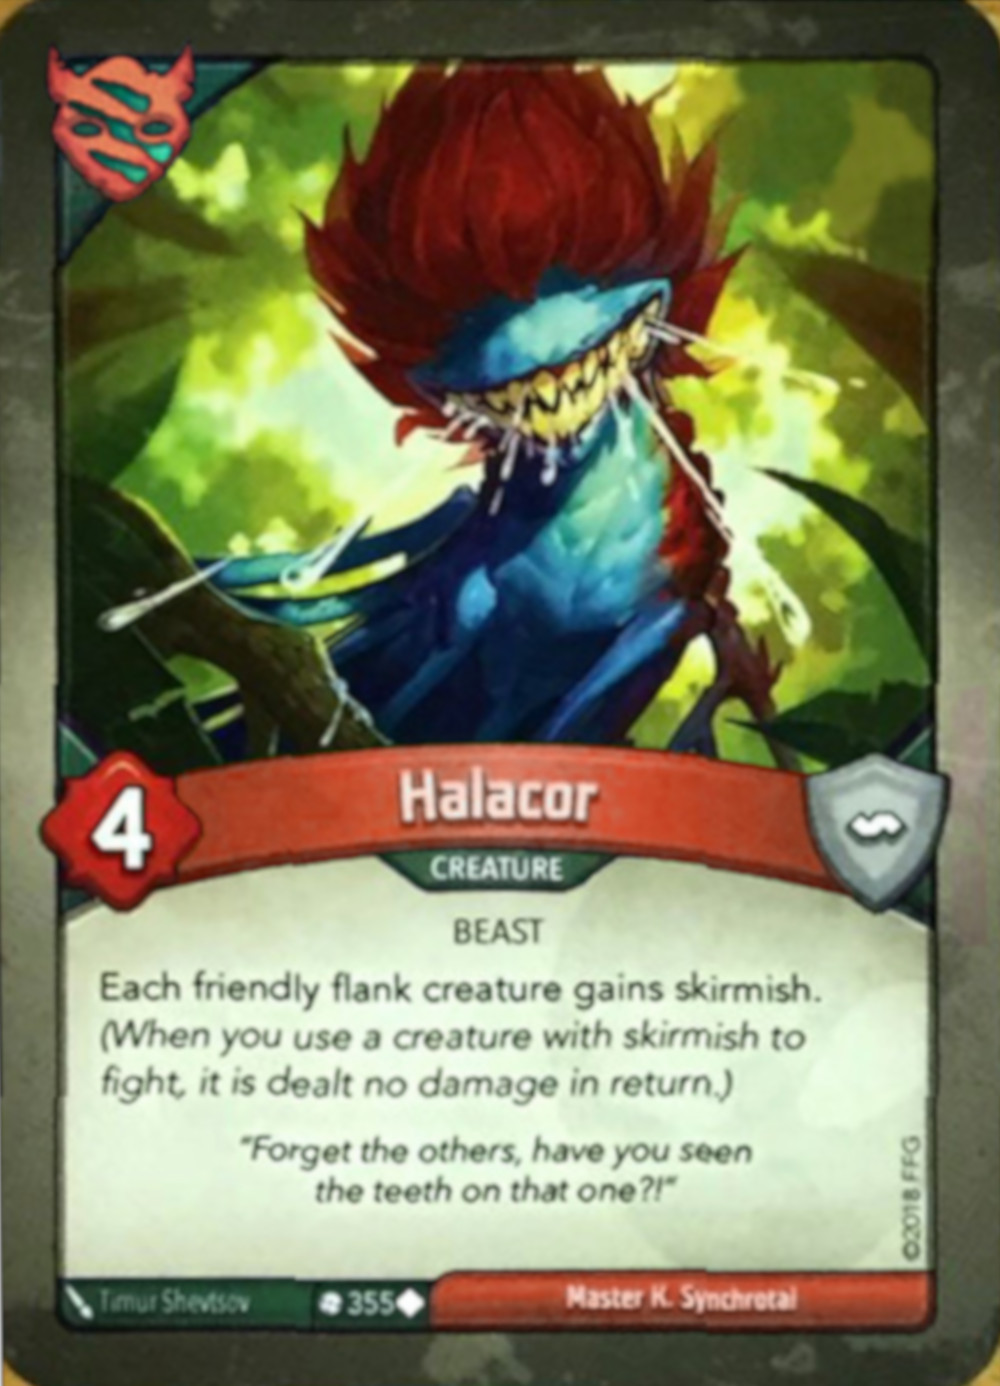 Halacor
4
CREATURE
BEAST
Each friendly flank creature gains skirmish.
(When you use a creature with skirmish to
fight, it is dealt no damage in return.)
"Forget the others, have you seen
the teeth on that one?!"
©2018 FFG
Timur Shevtsov
355
Master K. Synchrotal